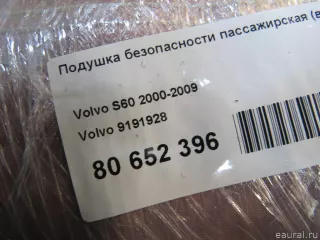 Подушка безопасности пассажирская (в
Volvo S60 2000-2009
Volvo 9191928
80 652 396
eaural.ru